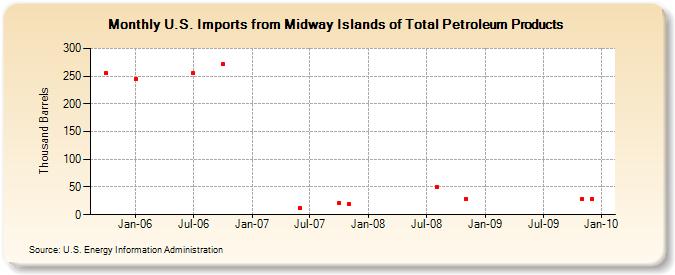 Monthly U.S. Imports from Midway Islands of Total Petroleum Products
Thousand Barrels
300
250
200
150
100
50
0
Jan-06 Jul-06 Jan-07 Jul-07 Jan-08 Jul-08 Jan-09 Jul-09 Jan-10
Source: U.S. Energy Information Administration